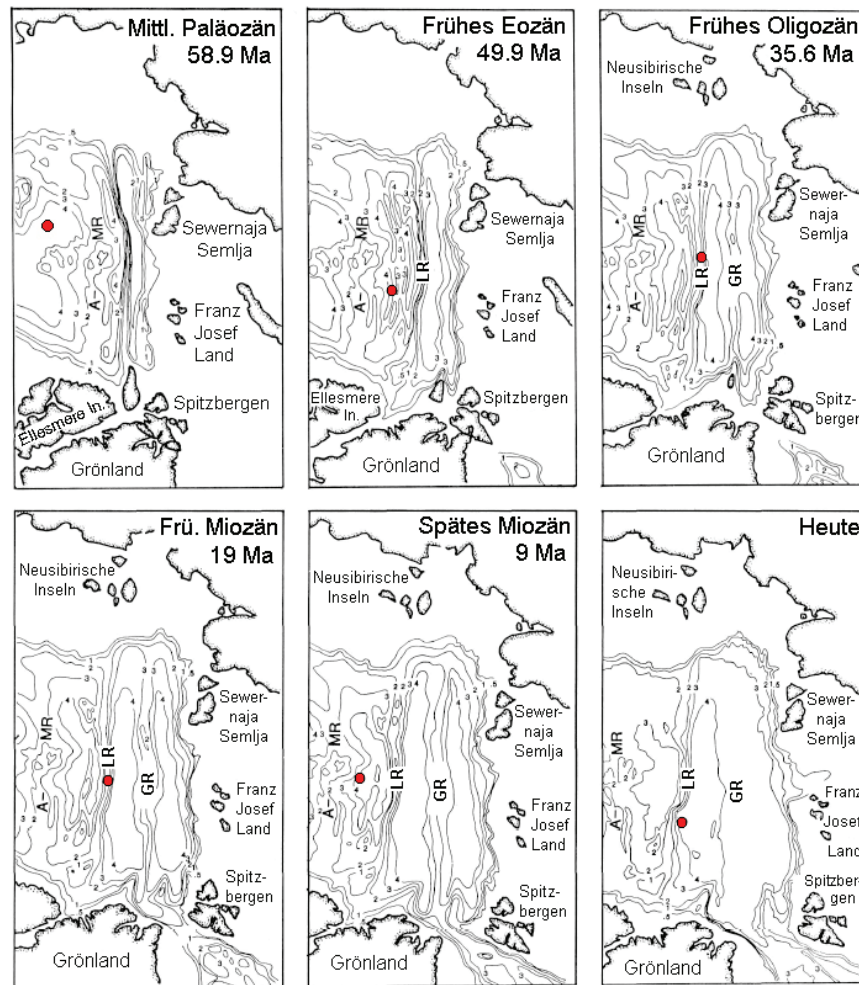 Mittl. Paläozän
58.9 Ma
MR
A-
Sewernaja
Semlja
Franz
Josef
Land
Ellesmere In.
Spitzbergen
Grönland
Frühes Eozän
49.9 Ma
MR
A-
LR
Sewernaja
Semlja
Franz
Josef
Land
Ellesmere
In.
Spitzbergen
Grönland
Frühes Oligozän
35.6 Ma
Neusibirische
Inseln
MR
A-
LR
GR
Sewer-
naja
Semlja
Franz
Josef
Land
Spitz-
bergen
Grönland
Frü. Miozän
19 Ma
Neusibirische
Inseln
MR
A-
LR
GR
Sewer-
naja
Semlja
Franz
Josef
Land
Spitz-
bergen
Grönland
Spätes Miozän
9 Ma
Neusibirische
Inseln
MR
A-
LR
GR
Sewer-
naja
Semlja
Franz
Josef
Land
Spitz-
bergen
Grönland
Heute
Neusibiri-
sche
Inseln
MR
A-
LR
GR
Sewer-
naja
Semlja
Franz
Josef
Land
Spitzber-
gen
Grönland